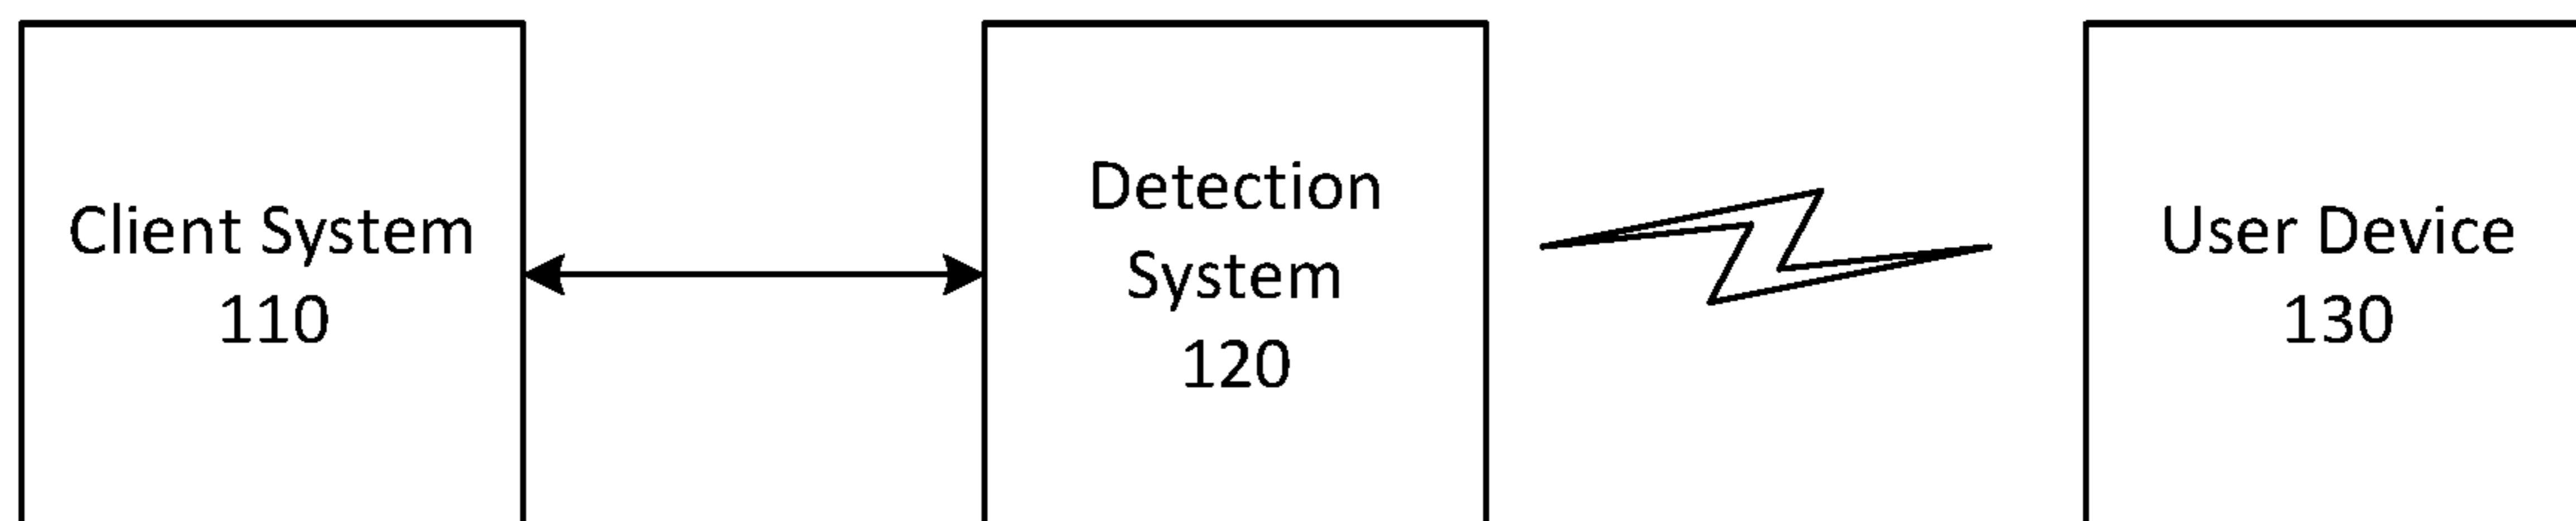 Client System
110
Detection
System
120
User Device
130